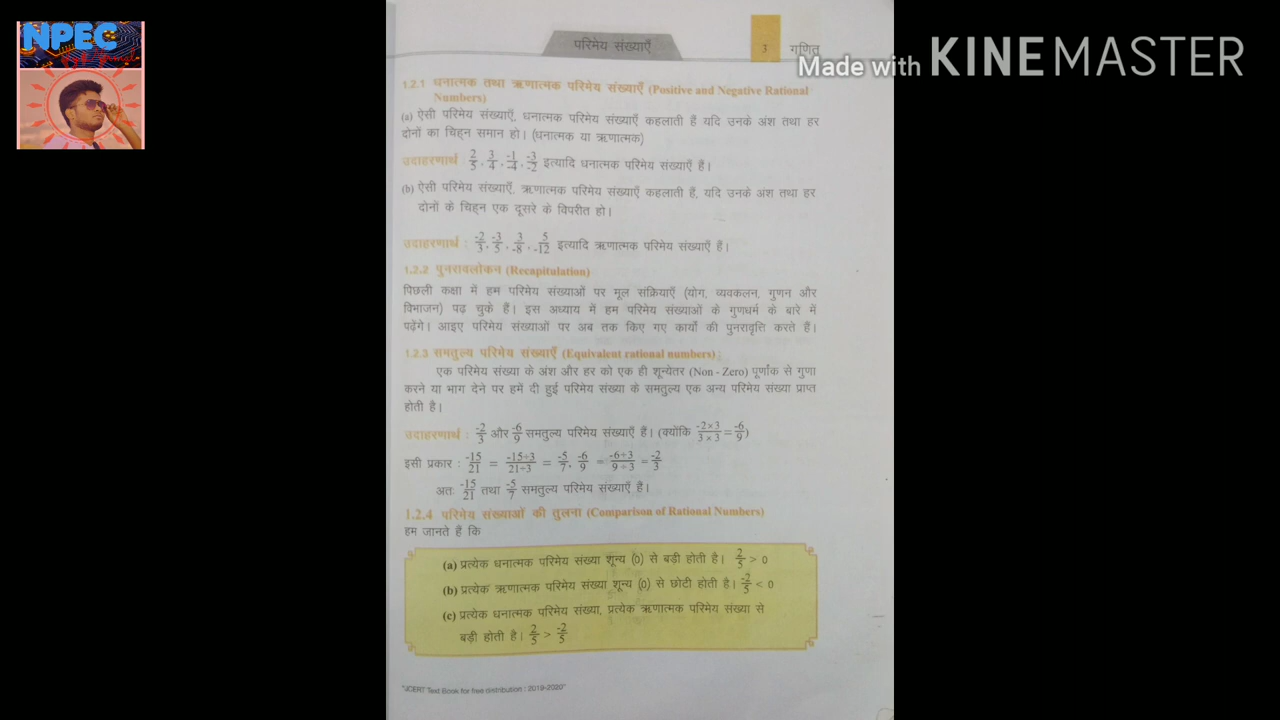 NPEC
Made with KINEMASTER
परिमेय संख्याएँ 3 गणित
1.2.1 धनात्मक तथा ऋणात्मक परिमेय संख्याएँ (Positive and Negative Rational
Numbers)
(a) ऐसी परिमेय संख्याएँ, धनात्मक परिमेय संख्याएँ कहलाती हैं यदि उनके अंश तथा हर
दोनों का चिह्न समान हो। (धनात्मक या ऋणात्मक)
उदाहरणार्थ 2/5, 3/4, -1/-4, -3/-2 इत्यादि धनात्मक परिमेय संख्याएँ हैं।
(b) ऐसी परिमेय संख्याएँ, ऋणात्मक परिमेय संख्याएँ कहलाती हैं, यदि उनके अंश तथा हर
दोनों के चिह्न एक दूसरे के विपरीत हो।
उदाहरणार्थ : -2/3, -3/5, 3/-8, 5/-12 इत्यादि ऋणात्मक परिमेय संख्याएँ हैं।
1.2.2 पुनरावलोकन (Recapitulation)
पिछली कक्षा में हम परिमेय संख्याओं पर मूल संक्रियाएँ (योग, व्यवकलन, गुणन और
विभाजन) पढ़ चुके हैं। इस अध्याय में हम परिमेय संख्याओं के गुणधर्म के बारे में
पढ़ेंगे। आइए परिमेय संख्याओं पर अब तक किए गए कार्यों की पुनरावृत्ति करते हैं।
1.2.3 समतुल्य परिमेय संख्याएँ (Equivalent rational numbers) :
एक परिमेय संख्या के अंश और हर को एक ही शून्येतर (Non - Zero) पूर्णांक से गुणा
करने या भाग देने पर हमें दी हुई परिमेय संख्या के समतुल्य एक अन्य परिमेय संख्या प्राप्त
होती है।
उदाहरणार्थ : -2/3 और -6/9 समतुल्य परिमेय संख्याएँ हैं। (क्योंकि -2×3/3×3 = -6/9)
इसी प्रकार : -15/21 = -15÷3/21÷3 = -5/7, -6/9 = -6÷3/9÷3 = -2/3
अतः -15/21 तथा -5/7 समतुल्य परिमेय संख्याएँ हैं।
1.2.4 परिमेय संख्याओं की तुलना (Comparison of Rational Numbers)
हम जानते हैं कि
(a) प्रत्येक धनात्मक परिमेय संख्या शून्य (0) से बड़ी होती है। 2/5 > 0
(b) प्रत्येक ऋणात्मक परिमेय संख्या शून्य (0) से छोटी होती है। -2/5 < 0
(c) प्रत्येक धनात्मक परिमेय संख्या, प्रत्येक ऋणात्मक परिमेय संख्या से
बड़ी होती है। 2/5 > -2/5
"JCERT Text Book for free distribution : 2019-2020"